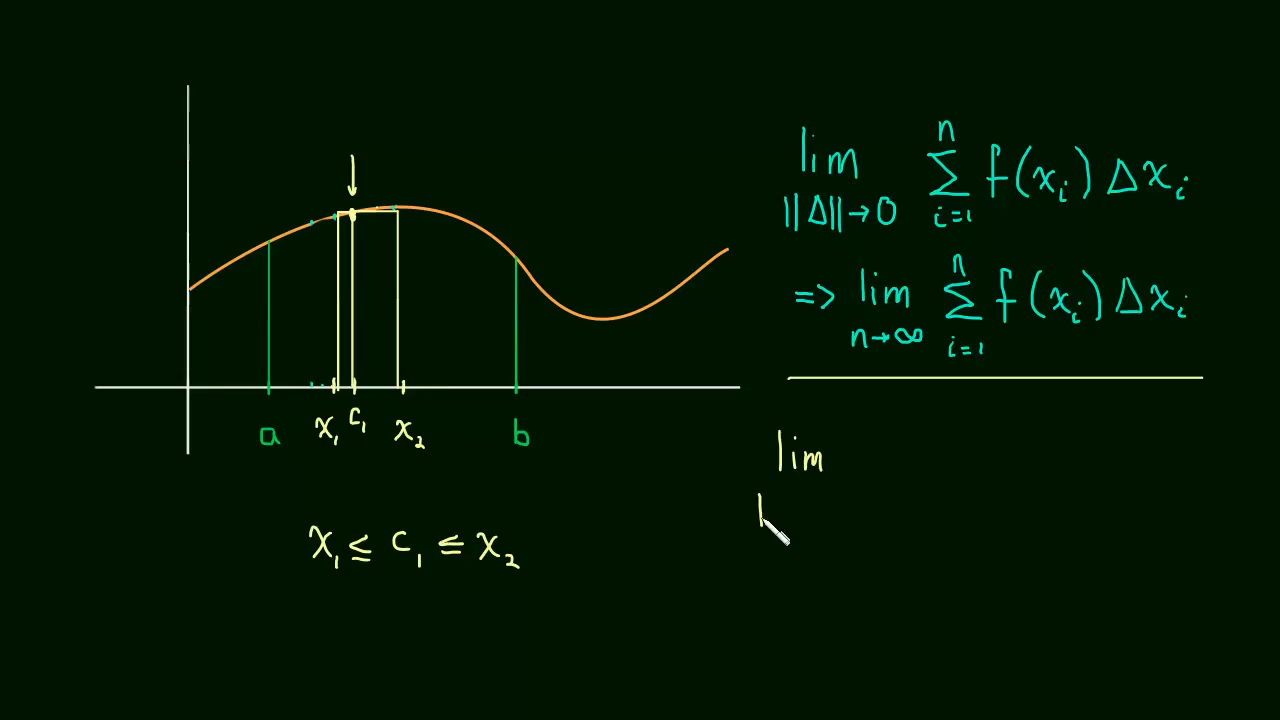 lim n Σ i=1 f(xᵢ) Δxᵢ
||Δ||→0
=> lim n Σ i=1 f(xᵢ) Δxᵢ
n→∞
a x₁ c₁ x₂ b
lim
|
x₁ ≤ c₁ ≤ x₂